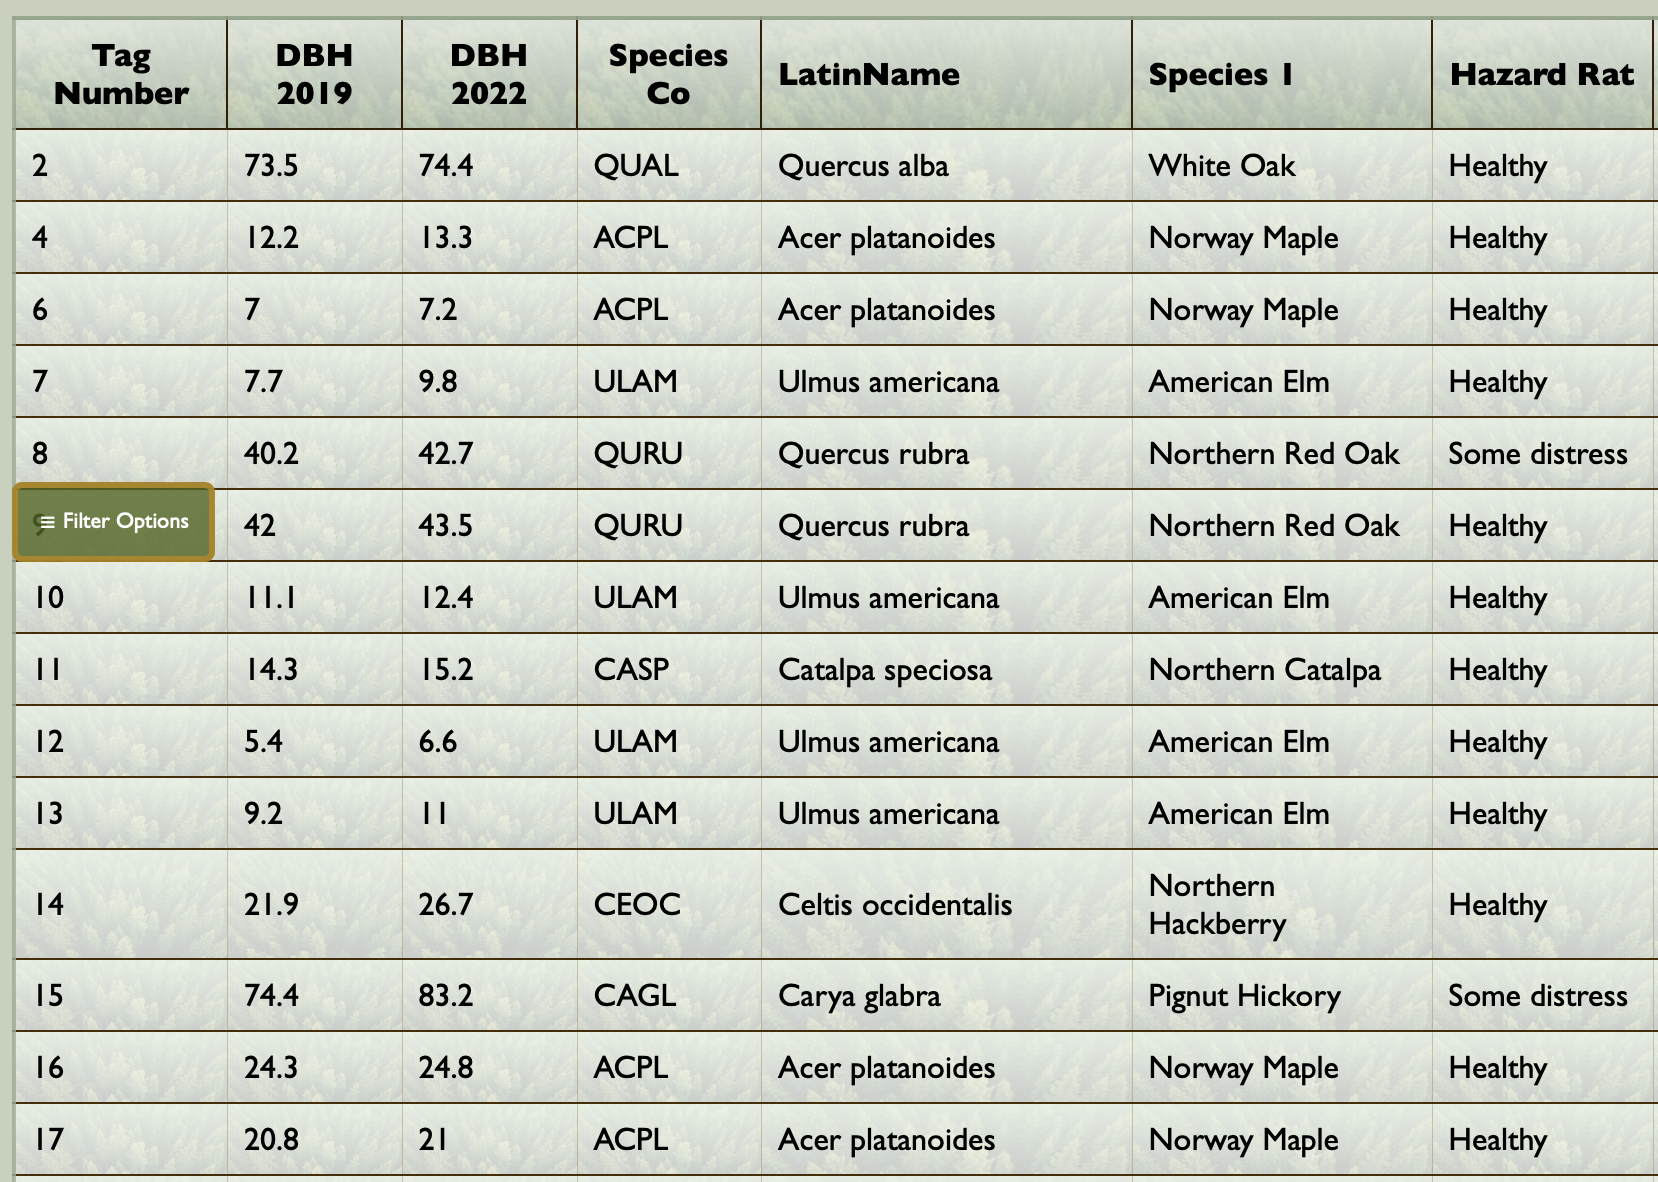 Tag Number DBH 2019 DBH 2022 Species Co LatinName Species 1 Hazard Rat
2 73.5 74.4 QUAL Quercus alba White Oak Healthy
4 12.2 13.3 ACPL Acer platanoides Norway Maple Healthy
6 7 7.2 ACPL Acer platanoides Norway Maple Healthy
7 7.7 9.8 ULAM Ulmus americana American Elm Healthy
8 40.2 42.7 QURU Quercus rubra Northern Red Oak Some distress
9 ≡ Filter Options 42 43.5 QURU Quercus rubra Northern Red Oak Healthy
10 11.1 12.4 ULAM Ulmus americana American Elm Healthy
11 14.3 15.2 CASP Catalpa speciosa Northern Catalpa Healthy
12 5.4 6.6 ULAM Ulmus americana American Elm Healthy
13 9.2 11 ULAM Ulmus americana American Elm Healthy
14 21.9 26.7 CEOC Celtis occidentalis Northern Hackberry Healthy
15 74.4 83.2 CAGL Carya glabra Pignut Hickory Some distress
16 24.3 24.8 ACPL Acer platanoides Norway Maple Healthy
17 20.8 21 ACPL Acer platanoides Norway Maple Healthy